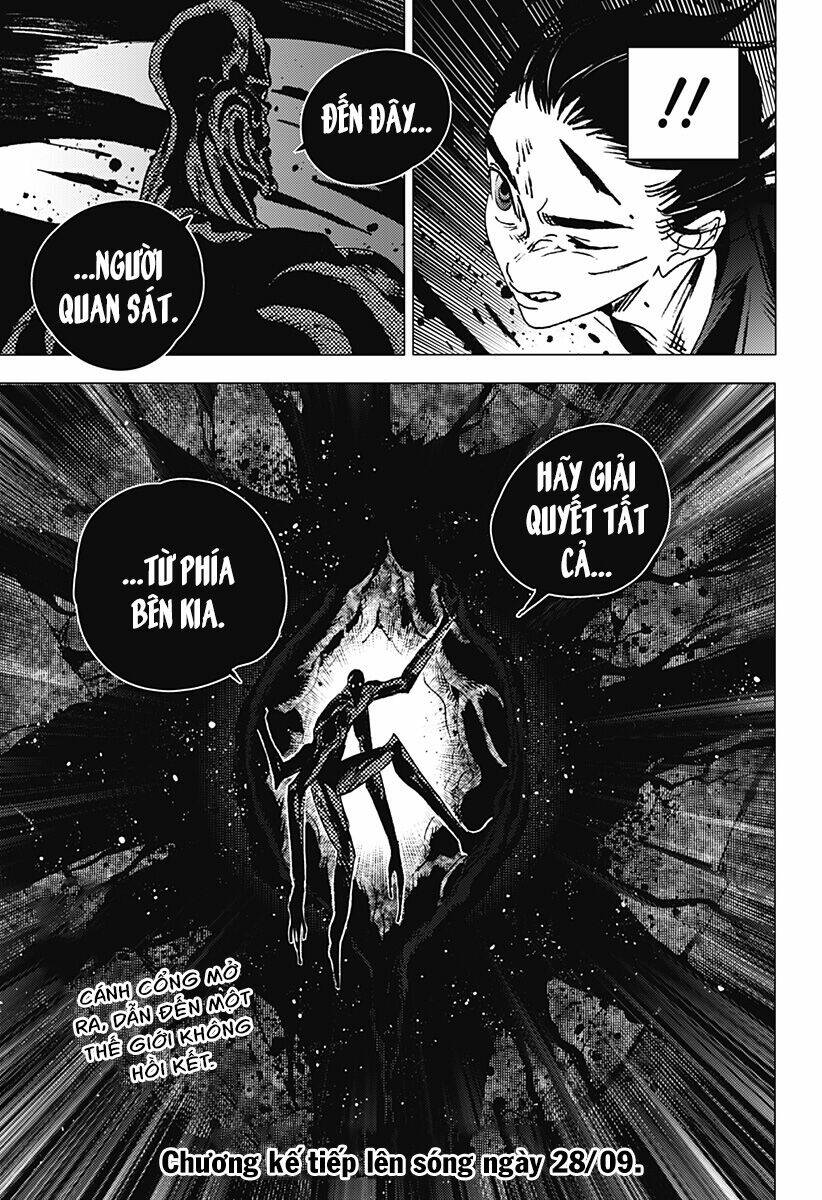 !!
ĐẾN ĐÂY...
...NGƯỜI
QUAN SÁT.
HÃY GIẢI
QUYẾT TẤT
CẢ...
...TỪ PHÍA
BÊN KIA.
CÁNH CỔNG MỞ
RA, DẪN ĐẾN MỘT
THẾ GIỚI KHÔNG
HỒI KẾT.
Chương kế tiếp lên sóng ngày 28/09.